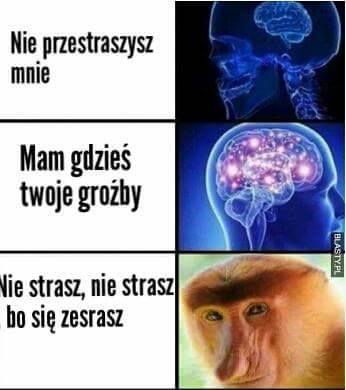 Nie przestraszysz
mnie
Mam gdzieś
twoje groźby
Nie strasz, nie strasz
, bo się zesrasz
BLASTY.PL